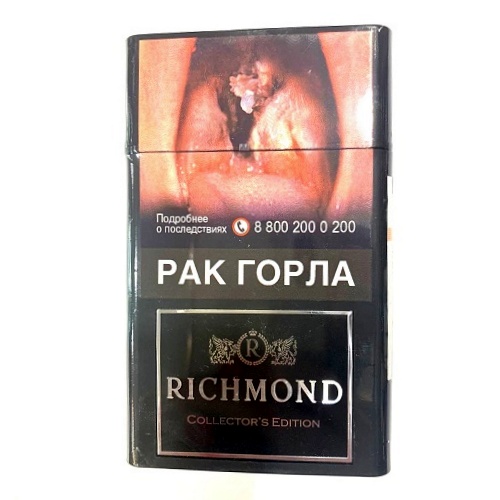 Подробнее
о последствиях 8 800 200 0 200
РАК ГОРЛА
R
RICHMOND
COLLECTOR'S EDITION